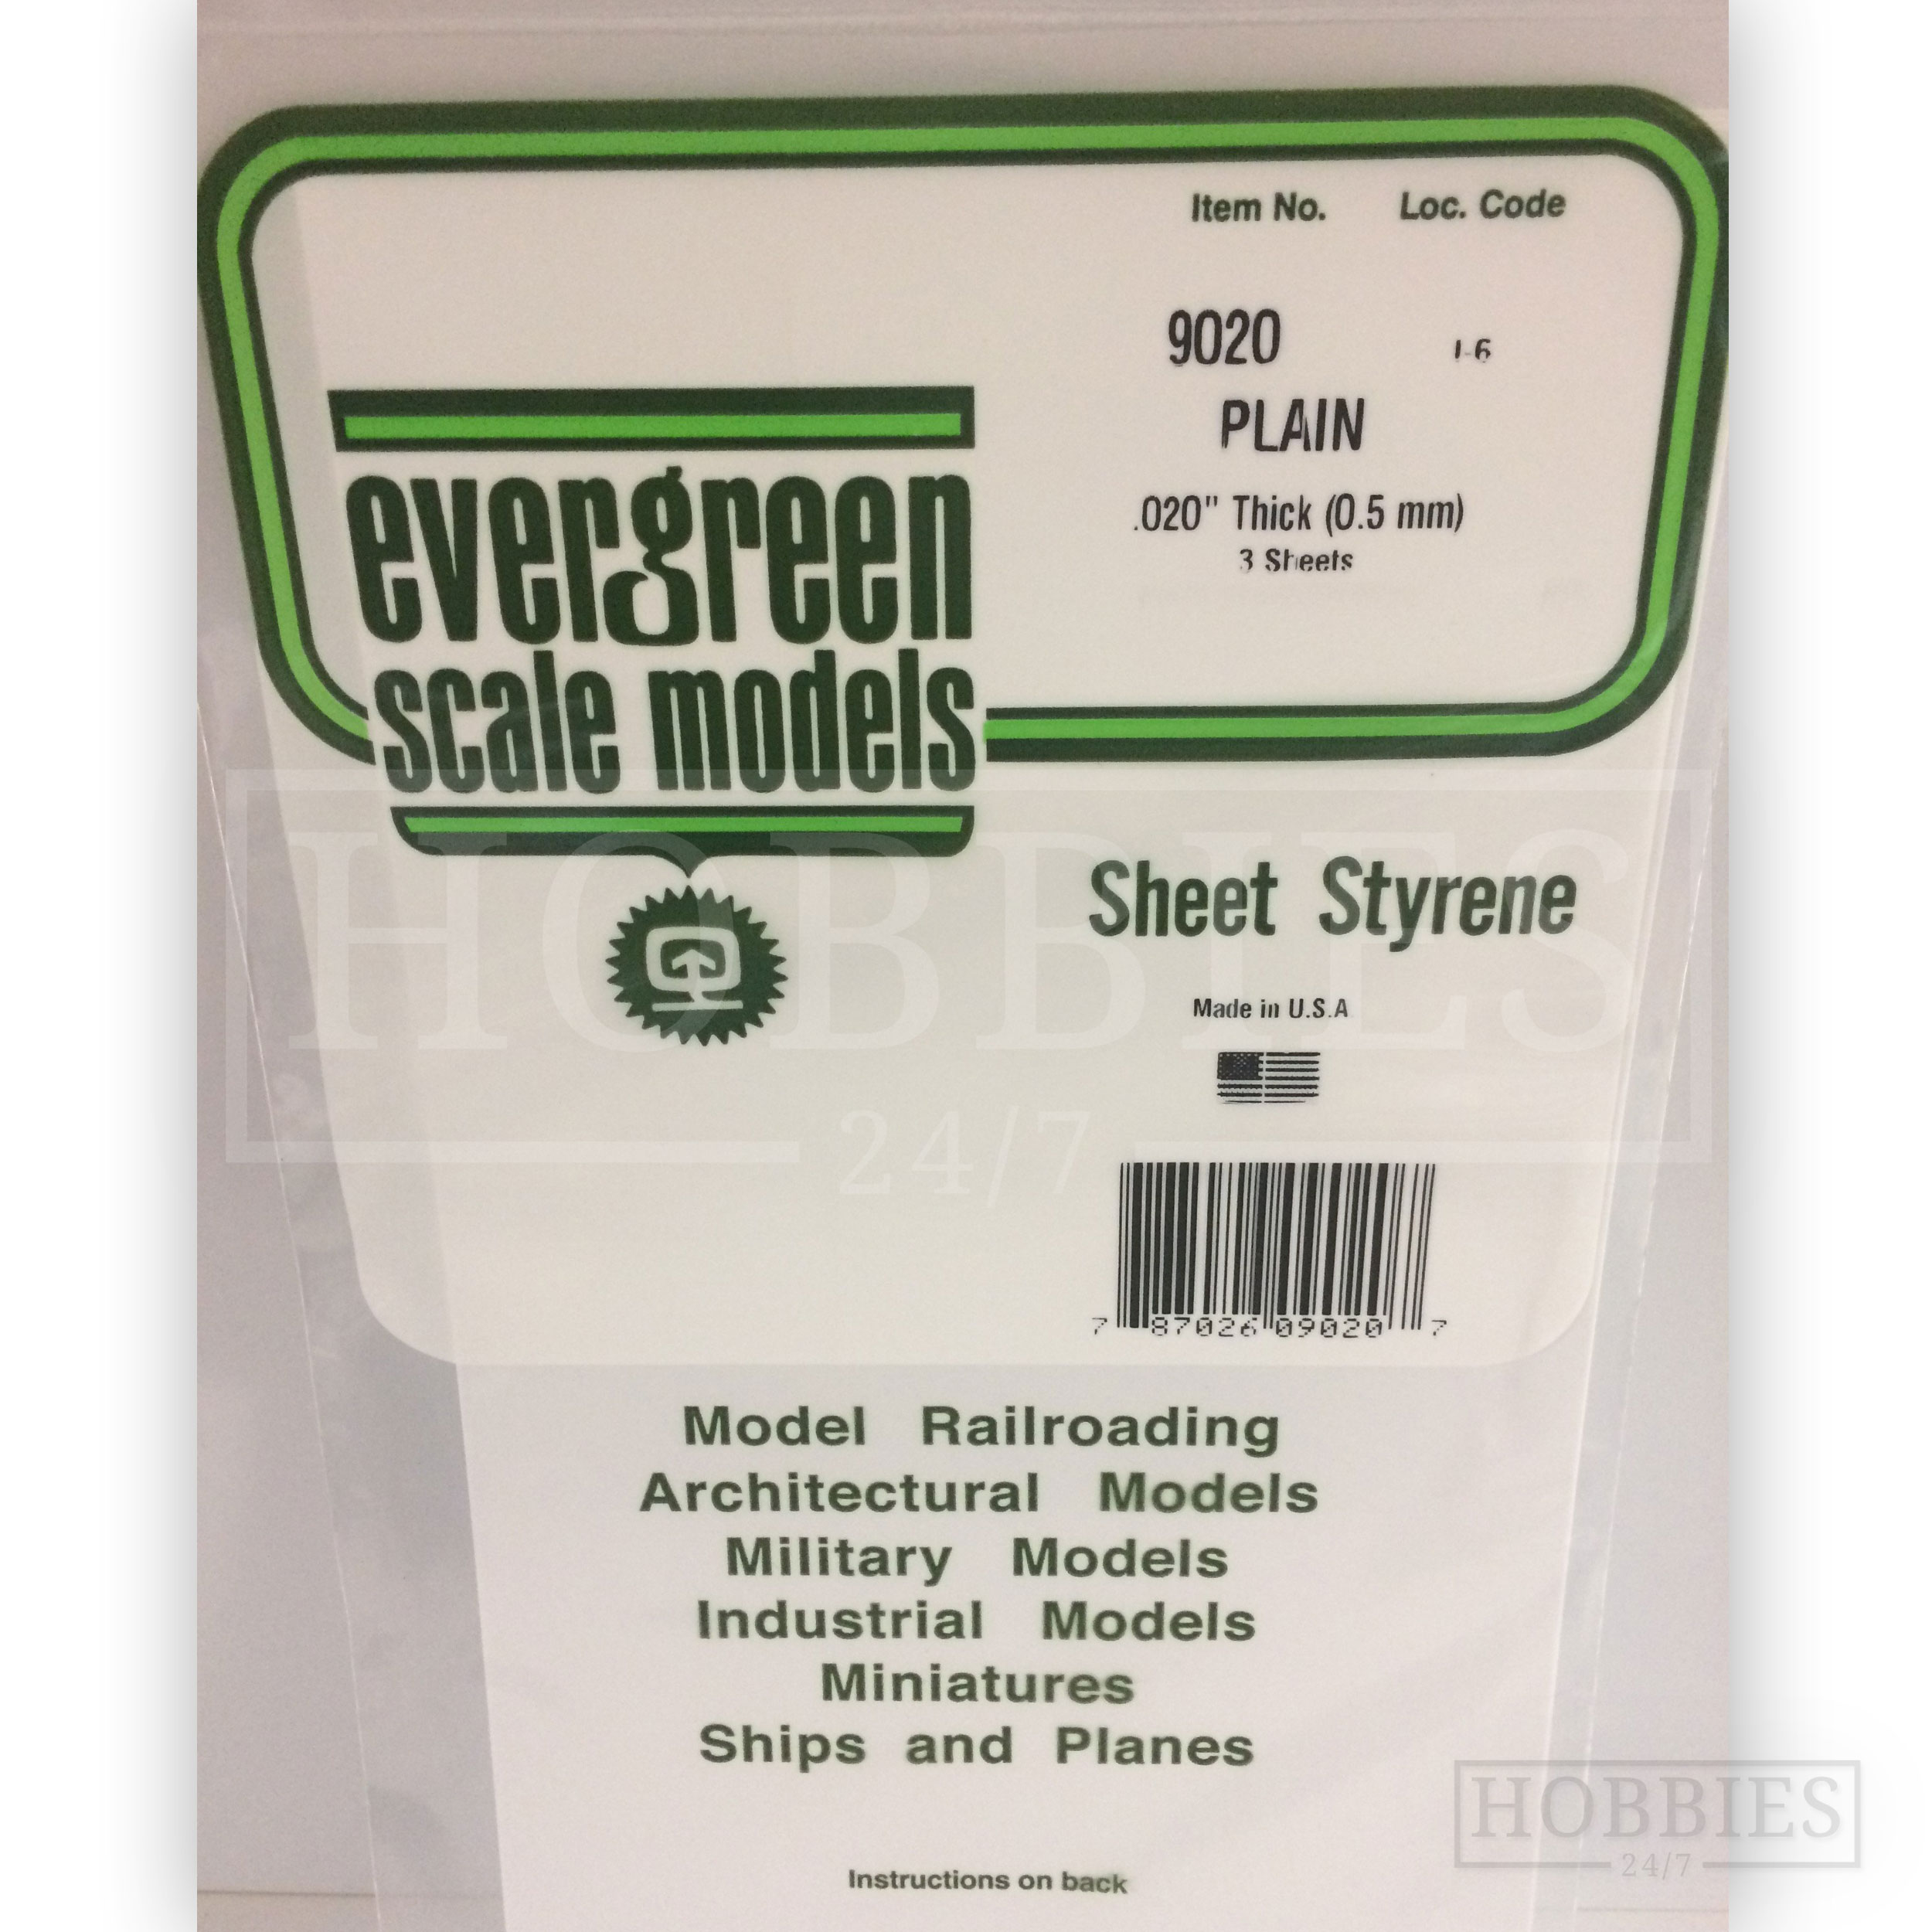 Item No. Loc. Code
9020 I-6
PLAIN
.020" Thick (0.5 mm)
3 Sheets
evergreen
scale models
Sheet Styrene
Made in U.S.A
HOBBIES
24/7
7 87026 09020 7
Model Railroading
Architectural Models
Military Models
Industrial Models
Miniatures
Ships and Planes
Instructions on back
HOBBIES
24/7